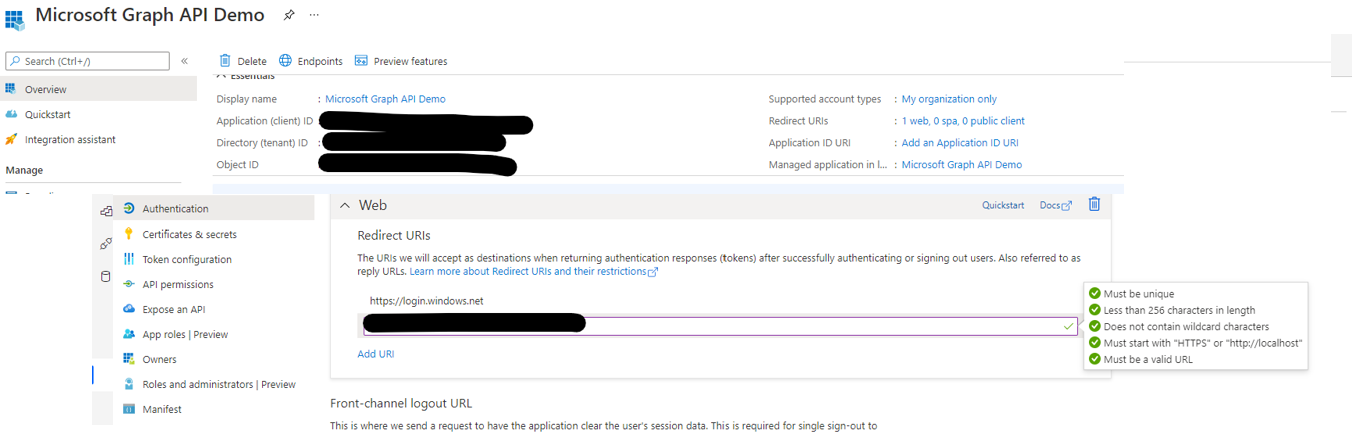 Microsoft Graph API Demo
Search (Ctrl+/)
«
Delete
Endpoints
Preview features
Overview
Quickstart
Integration assistant
Manage
Essentials
Display name : Microsoft Graph API Demo
Application (client) ID :
Directory (tenant) ID :
Object ID
Supported account types : My organization only
Redirect URIs : 1 web, 0 spa, 0 public client
Application ID URI : Add an Application ID URI
Managed application in l... : Microsoft Graph API Demo
Authentication
Certificates & secrets
Token configuration
API permissions
Expose an API
App roles | Preview
Owners
Roles and administrators | Preview
Manifest
Web
Quickstart
Docs
Redirect URIs
The URIs we will accept as destinations when returning authentication responses (tokens) after successfully authenticating or signing out users. Also referred to as
reply URLs. Learn more about Redirect URIs and their restrictions
https://login.windows.net
Add URI
Must be unique
Less than 256 characters in length
Does not contain wildcard characters
Must start with "HTTPS" or "http://localhost"
Must be a valid URL
Front-channel logout URL
This is where we send a request to have the application clear the user's session data. This is required for single sign-out to